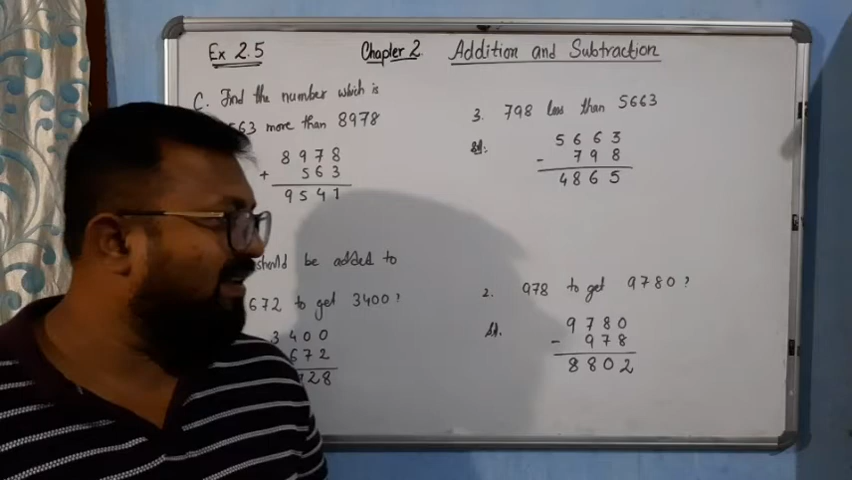 Ex 2.5 Chapter 2 Addition and Subtraction
C. Find the number which is
563 more than 8978
8978
+ 563
9541
3. 798 less than 5663
Sol.
5663
- 798
4865
should be added to
672 to get 3400?
3400
672
28
2. 978 to get 9780?
9780
- 978
8802